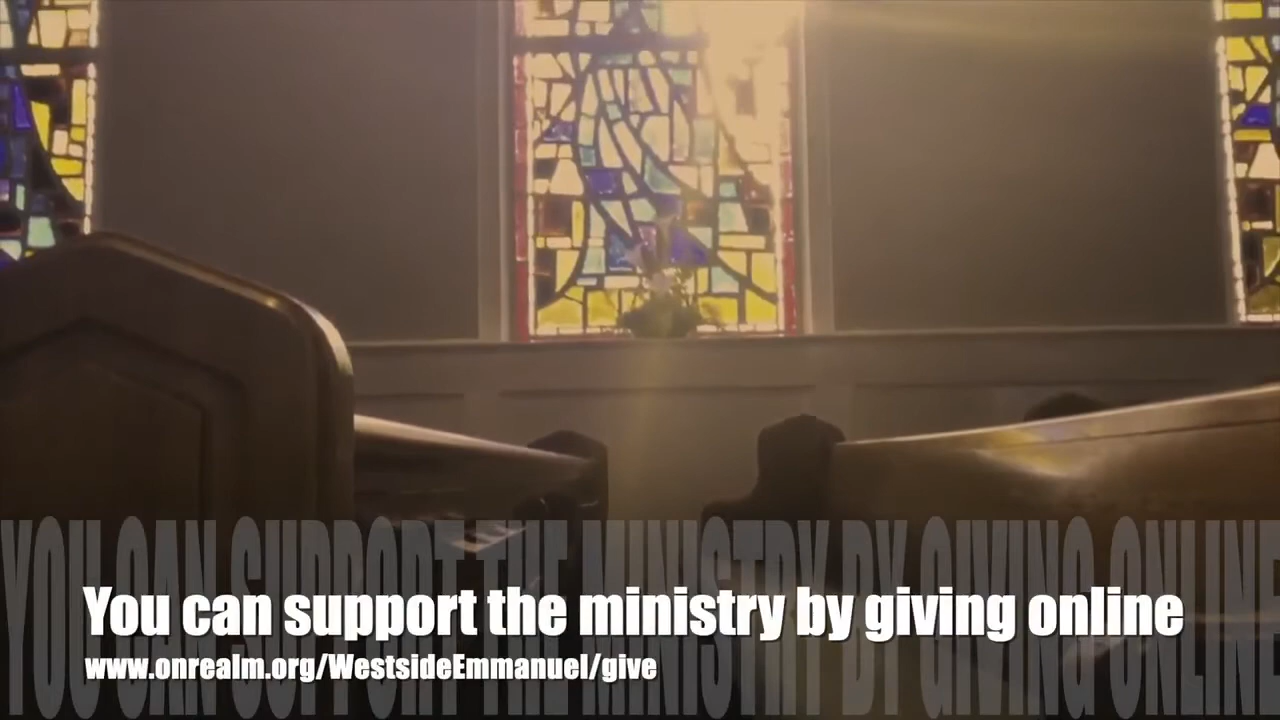 YOU CAN SUPPORT THE MINISTRY BY GIVING ONLINE
You can support the ministry by giving online
www.onrealm.org/WestsideEmmanuel/give